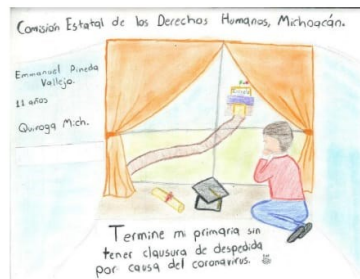 Comisión Estatal de los Derechos Humanos, Michoacán.
Emmanuel Pineda
Vallejo.
11 años
Quiroga Mich.
Termine mi primaria sin
tener clausura de despedida
por causa del coronavirus.